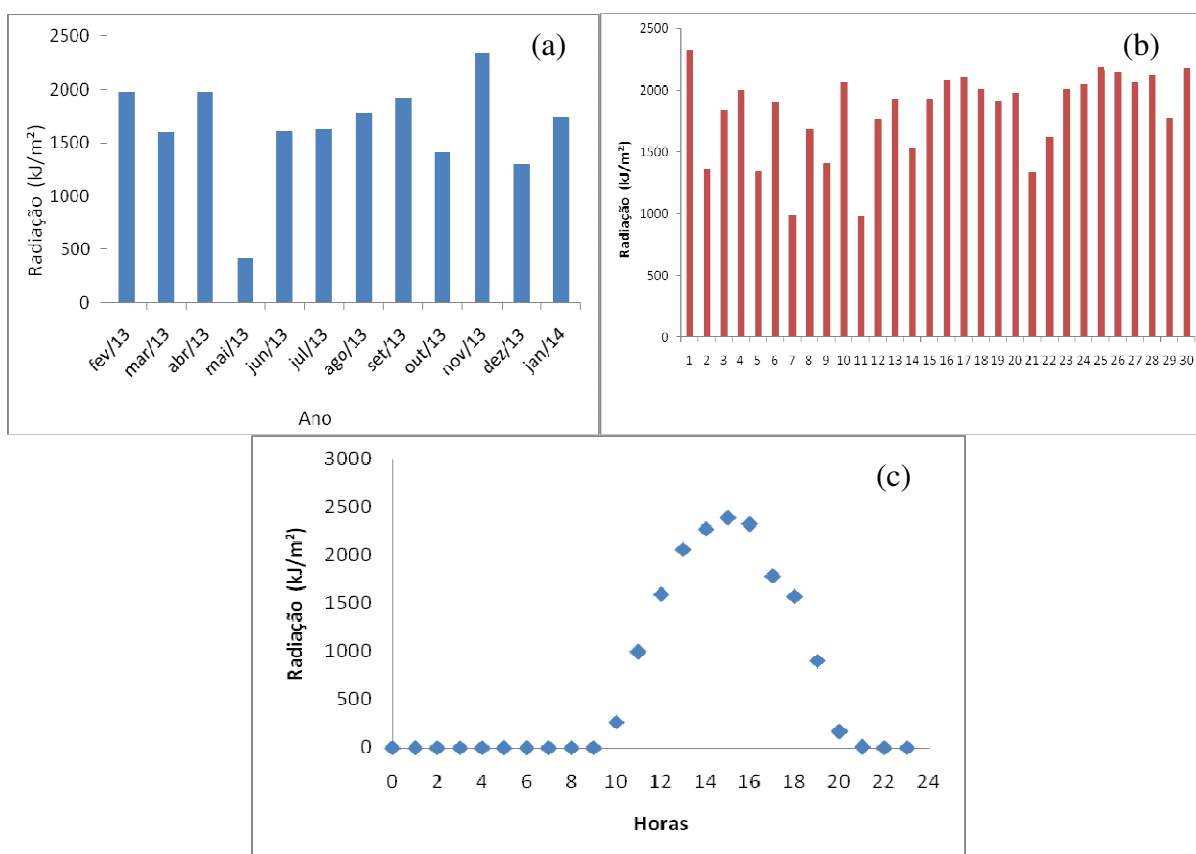 (a)
Radiação (kJ/m²)
2500
2000
1500
1000
500
0
fev/13 mar/13 abr/13 mai/13 jun/13 jul/13 ago/13 set/13 out/13 nov/13 dez/13 jan/14
Ano
(b)
Radiação (kJ/m²)
2500
2000
1500
1000
500
0
1 2 3 4 5 6 7 8 9 10 11 12 13 14 15 16 17 18 19 20 21 22 23 24 25 26 27 28 29 30
(c)
Radiação (kJ/m²)
3000
2500
2000
1500
1000
500
0
0 2 4 6 8 10 12 14 16 18 20 22 24
Horas